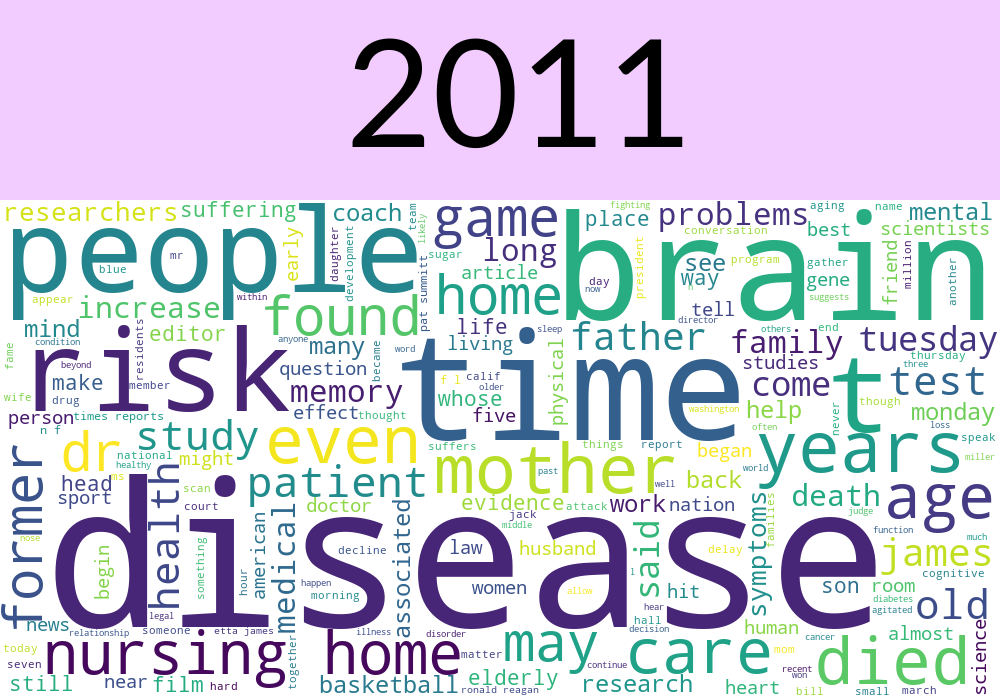 2011
researchers
suffering
coach
team
likely
game
fighting
place
problems
aging
name
mental
people
mr
blue
early
daughter
development
long
conversation
best
scientists
brain
article
sugar
see
way
program
gather
gene
friend
million
another
president
day
now
n
suggests
appear
within
increase
found
home
pat summitt
tell
director
mind
condition
residents
editor
anyone
many
became
word
life
living
sleep
father
others
end
family
tuesday
fame
beyond
risk
question
memory
time
physical
studies
thursday
three
make
drug
member
wife
f l
calif
older
whose
come
t
test
person
times reports
effect
thought
five
washington
help
though
monday
n f
dr
national
healthy
study
even
suffers
things
report
began
often
never
years
loss
speak
miller
might
ms
mother
past
well
world
back
former
head
sport
health
scan
court
patient
doctor
evidence
attack
work
nation
death
judge
age
nose
disease
something
hour
american
medical
associated
decline
jack
middle
law
husband
women
said
delay
symptoms
families
function
much
james
cognitive
begin
legal
happen
morning
l
hit
allow
son
room
diabetes
agitated
old
news
relationship
someone
etta james
together
illness
disorder
hear
hall
decision
human
cancer
almost
science
today
seven
nursing home
matter
may
continue
care
mom
recent
won
died
still
near
film
hard
basketball
elderly
ronald reagan
research
heart
bill
small
march